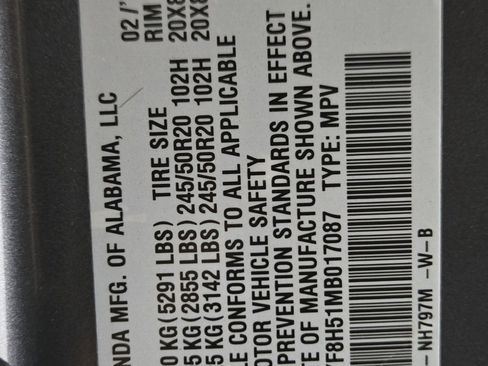 NDA MFG. OF ALABAMA, LLC 02 /'
TIRE SIZE RIM
0 KG(5291 LBS)
5 KG(2855 LBS) 245/50R20 102H 20X8
5 KG(3142 LBS) 245/50R20 102H 20X8
E CONFORMS TO ALL APPLICABLE
OTOR VEHICLE SAFETY
PREVENTION STANDARDS IN EFFECT
TE OF MANUFACTURE SHOWN ABOVE.
F8H51MB017087 TYPE: MPV
- NH797M -W-B